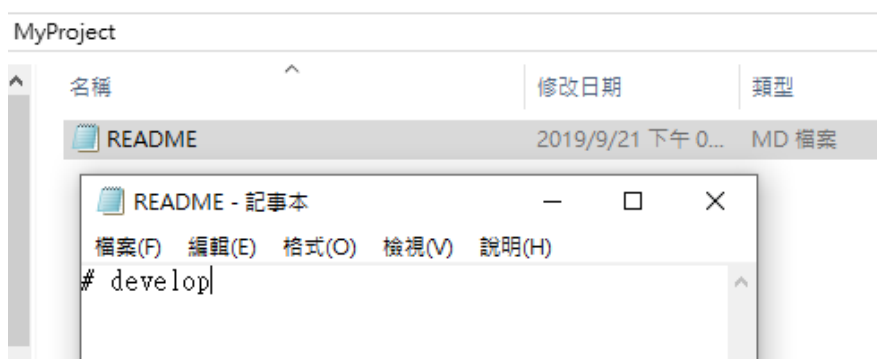 MyProject
名稱 修改日期 類型
README 2019/9/21 下午 0... MD 檔案
README - 記事本
檔案(F) 編輯(E) 格式(O) 檢視(V) 說明(H)
# develop